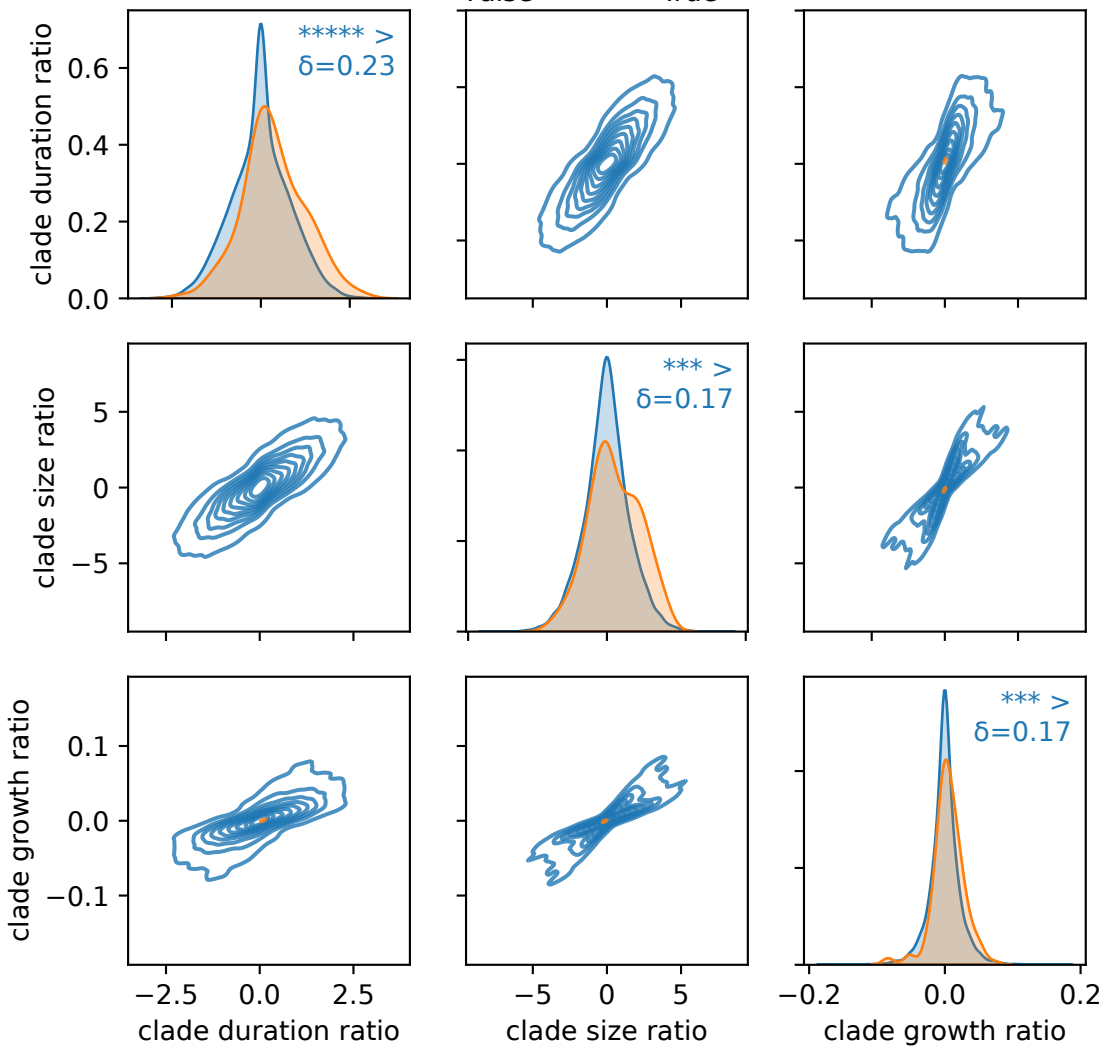 clade duration ratio
0.6
0.4
0.2
0.0
***** >
δ=0.23
clade size ratio
5
0
−5
*** >
δ=0.17
clade growth ratio
0.1
0.0
−0.1
*** >
δ=0.17
−2.5 0.0 2.5
−5 0 5
−0.2 0.0 0.2
clade duration ratio
clade size ratio
clade growth ratio